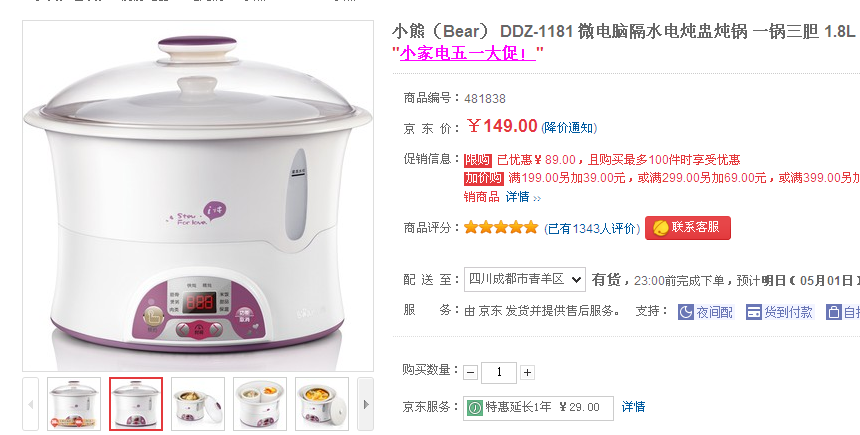 小熊（Bear） DDZ-1181 微电脑隔水电炖盅炖锅 一锅三胆 1.8L
"小家电五一大促！"
商品编号：481838
京 东 价：￥149.00 (降价通知)
促销信息：限购 已优惠￥89.00，且购买最多100件时享受优惠
加价购 满199.00另加39.00元，或满299.00另加69.00元，或满399.00另加
销商品 详情 »
商品评分： (已有1343人评价) 联系客服
配 送 至： 四川成都市青羊区 有货，23:00前完成下单，预计明日（05月01日）
服 务：由 京东 发货并提供售后服务。 支持： 夜间配 货到付款 自提
购买数量： − 1 +
京东服务： 特惠延长1年 ￥29.00 详情
Stew
For love